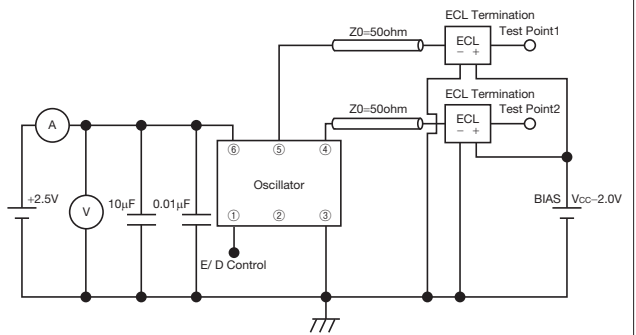 ECL Termination
Z0=50ohm
ECL
− +
Test Point1
ECL Termination
Z0=50ohm
ECL
− +
Test Point2
A
⑥ ⑤ ④
+2.5V
V
10μF
0.01μF
Oscillator
BIAS
Vcc−2.0V
① ② ③
E/ D Control